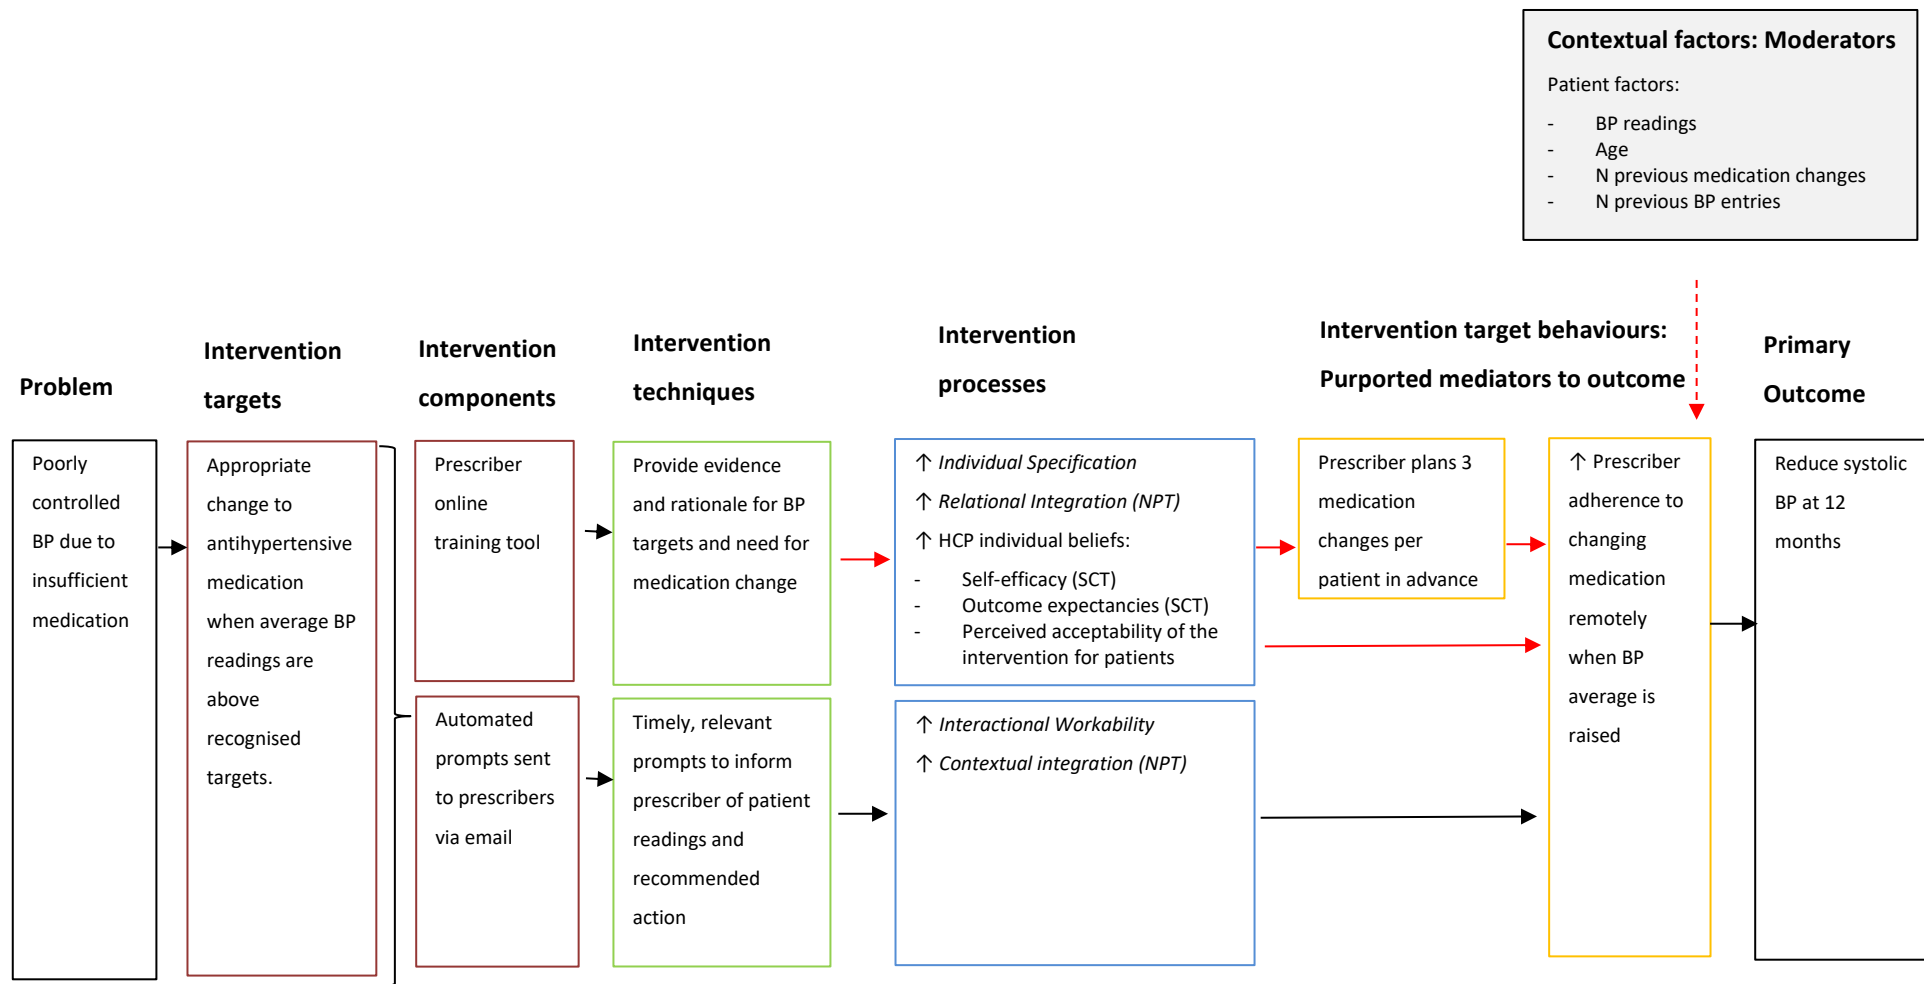 Contextual factors: Moderators
Patient factors:
- BP readings
- Age
- N previous medication changes
- N previous BP entries
Problem
Intervention
targets
Intervention
components
Intervention
techniques
Intervention
processes
Intervention target behaviours:
Purported mediators to outcome
Primary
Outcome
Poorly
controlled
BP due to
insufficient
medication
Appropriate
change to
antihypertensive
medication
when average BP
readings are
above
recognised
targets.
Prescriber
online
training tool
Automated
prompts sent
to prescribers
via email
Provide evidence
and rationale for BP
targets and need for
medication change
Timely, relevant
prompts to inform
prescriber of patient
readings and
recommended
action
↑ Individual Specification
↑ Relational Integration (NPT)
↑ HCP individual beliefs:
- Self-efficacy (SCT)
- Outcome expectancies (SCT)
- Perceived acceptability of the
intervention for patients
↑ Interactional Workability
↑ Contextual integration (NPT)
Prescriber plans 3
medication
changes per
patient in advance
↑ Prescriber
adherence to
changing
medication
remotely
when BP
average is
raised
Reduce systolic
BP at 12
months